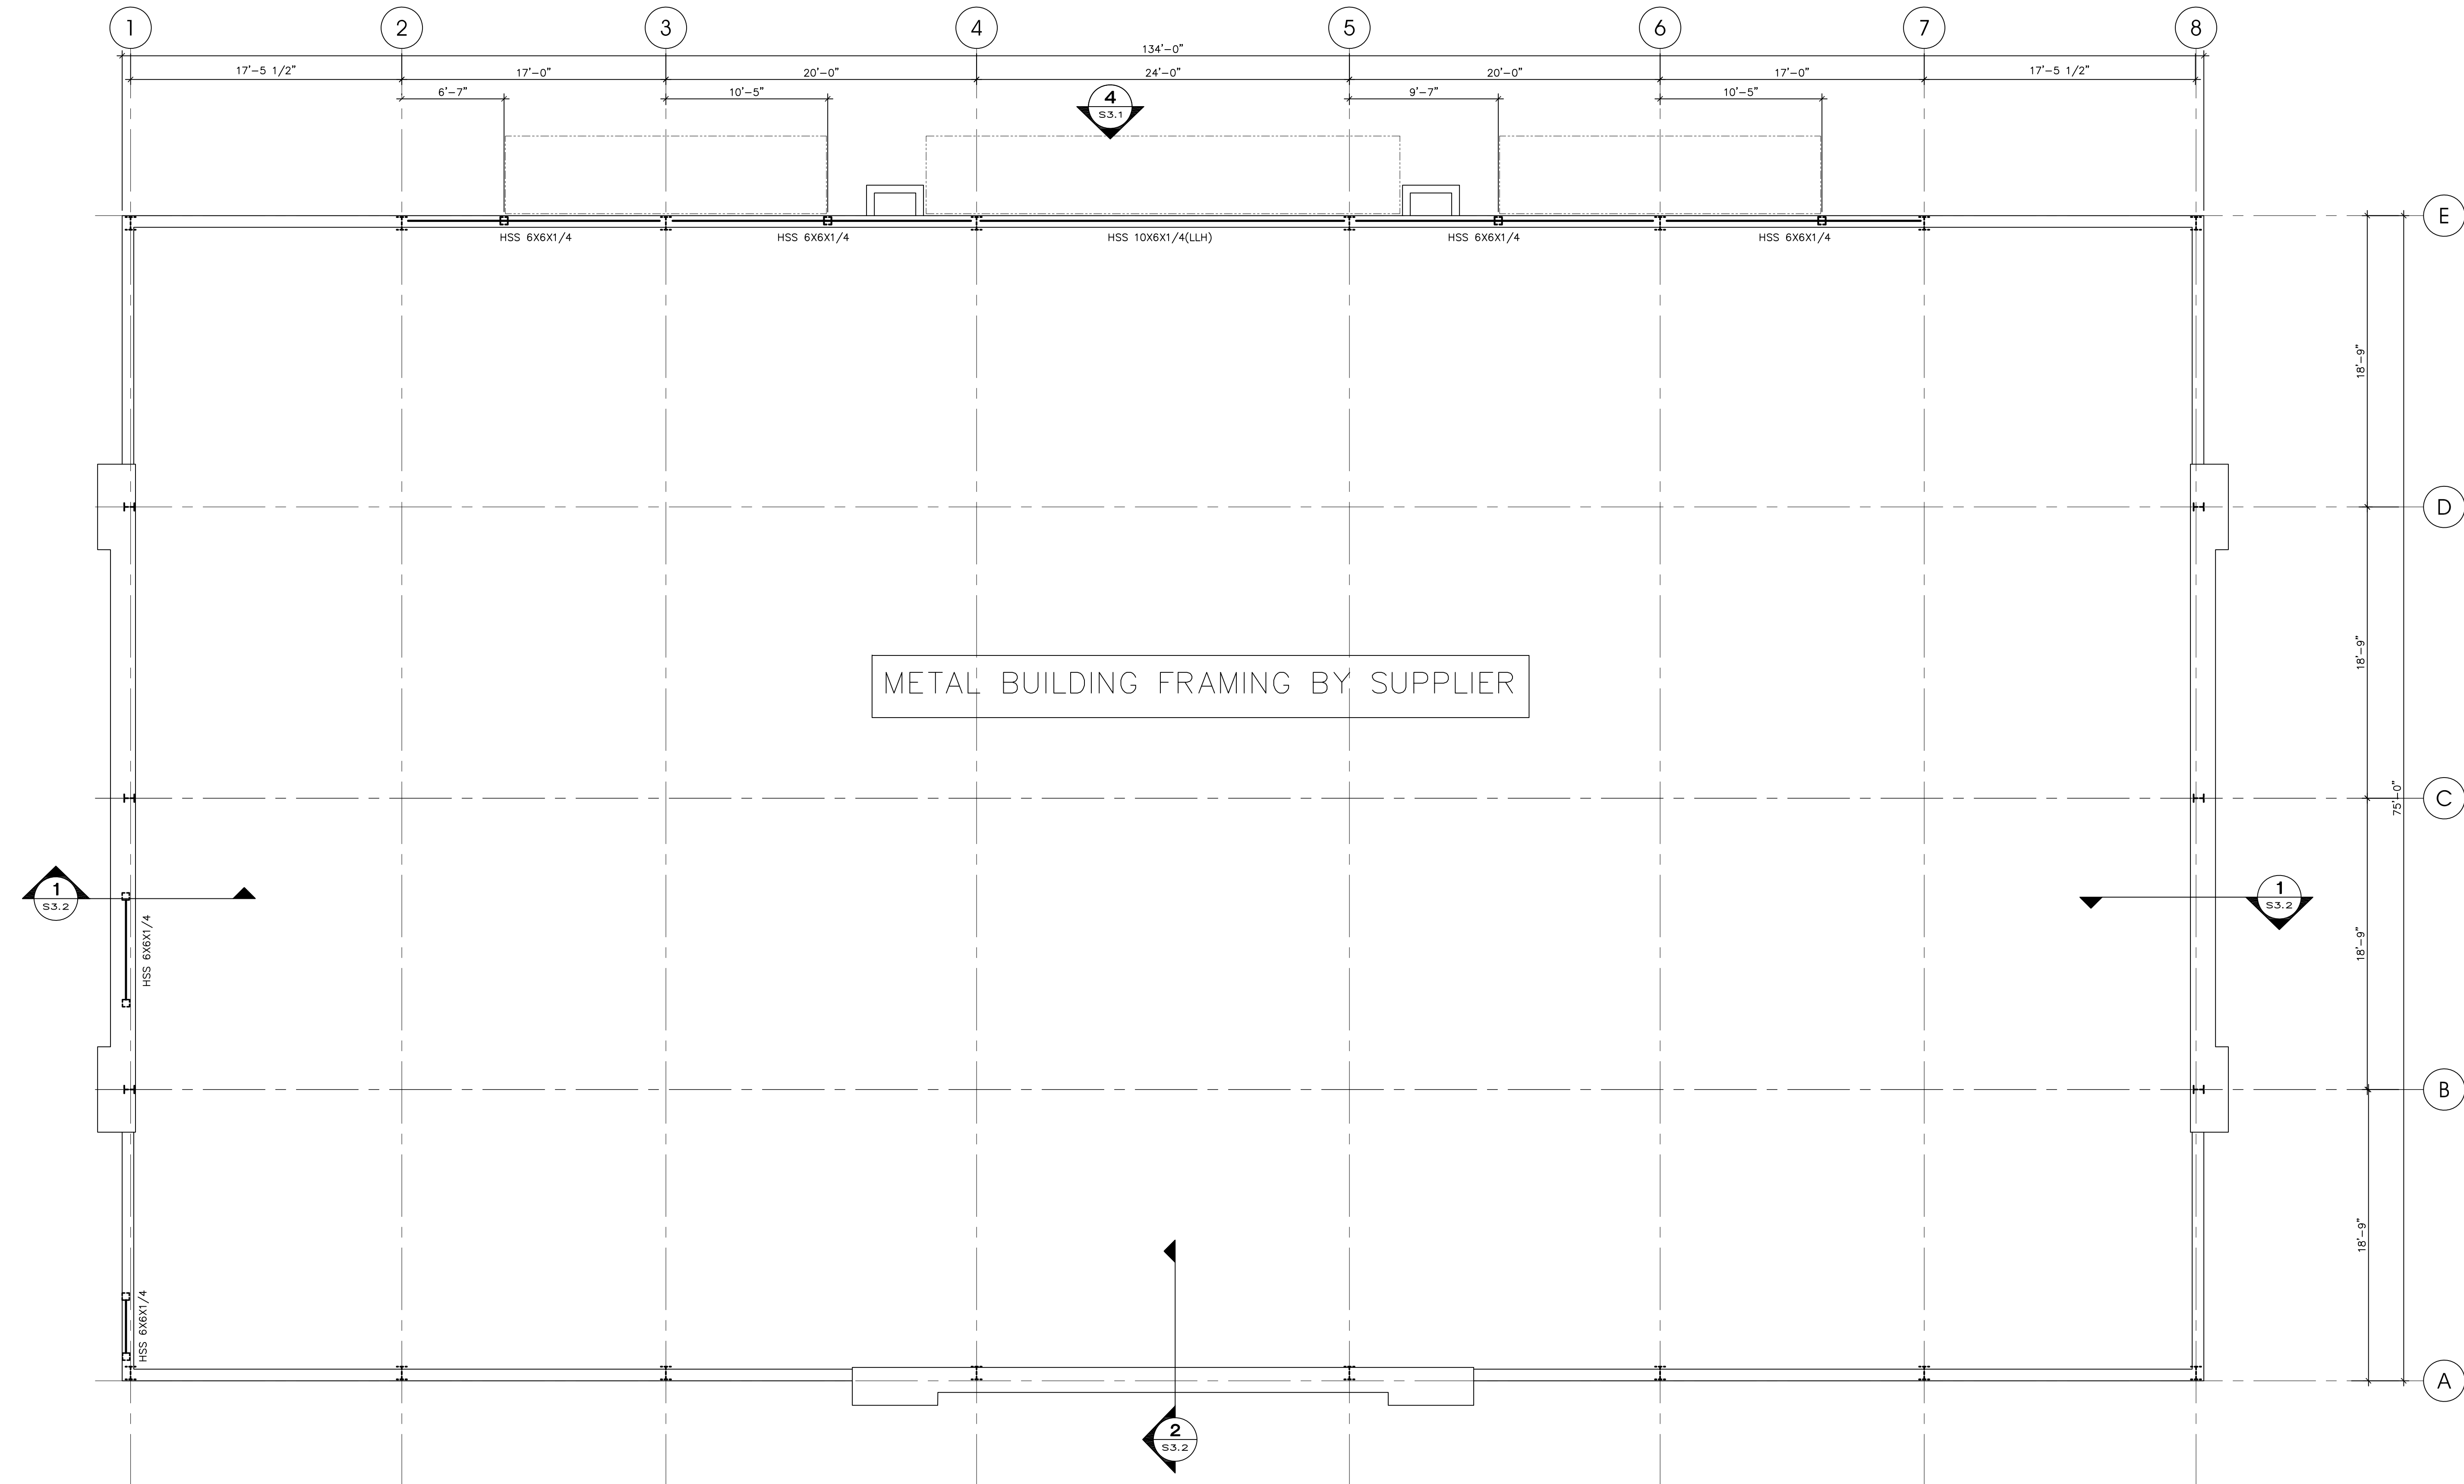 1 2 3 4 5 6 7 8
134'-0"
17'-5 1/2" 17'-0" 20'-0" 24'-0" 20'-0" 17'-0" 17'-5 1/2"
6'-7" 10'-5" 9'-7" 10'-5"
4
S3.1
E
HSS 6X6X1/4 HSS 6X6X1/4 HSS 10X6X1/4(LLH) HSS 6X6X1/4 HSS 6X6X1/4
18'-9"
D
18'-9"
METAL BUILDING FRAMING BY SUPPLIER
75'-0"
C
1
S3.2
1
S3.2
HSS 6X6X1/4
18'-9"
B
18'-9"
HSS 6X6X1/4
A
2
S3.2